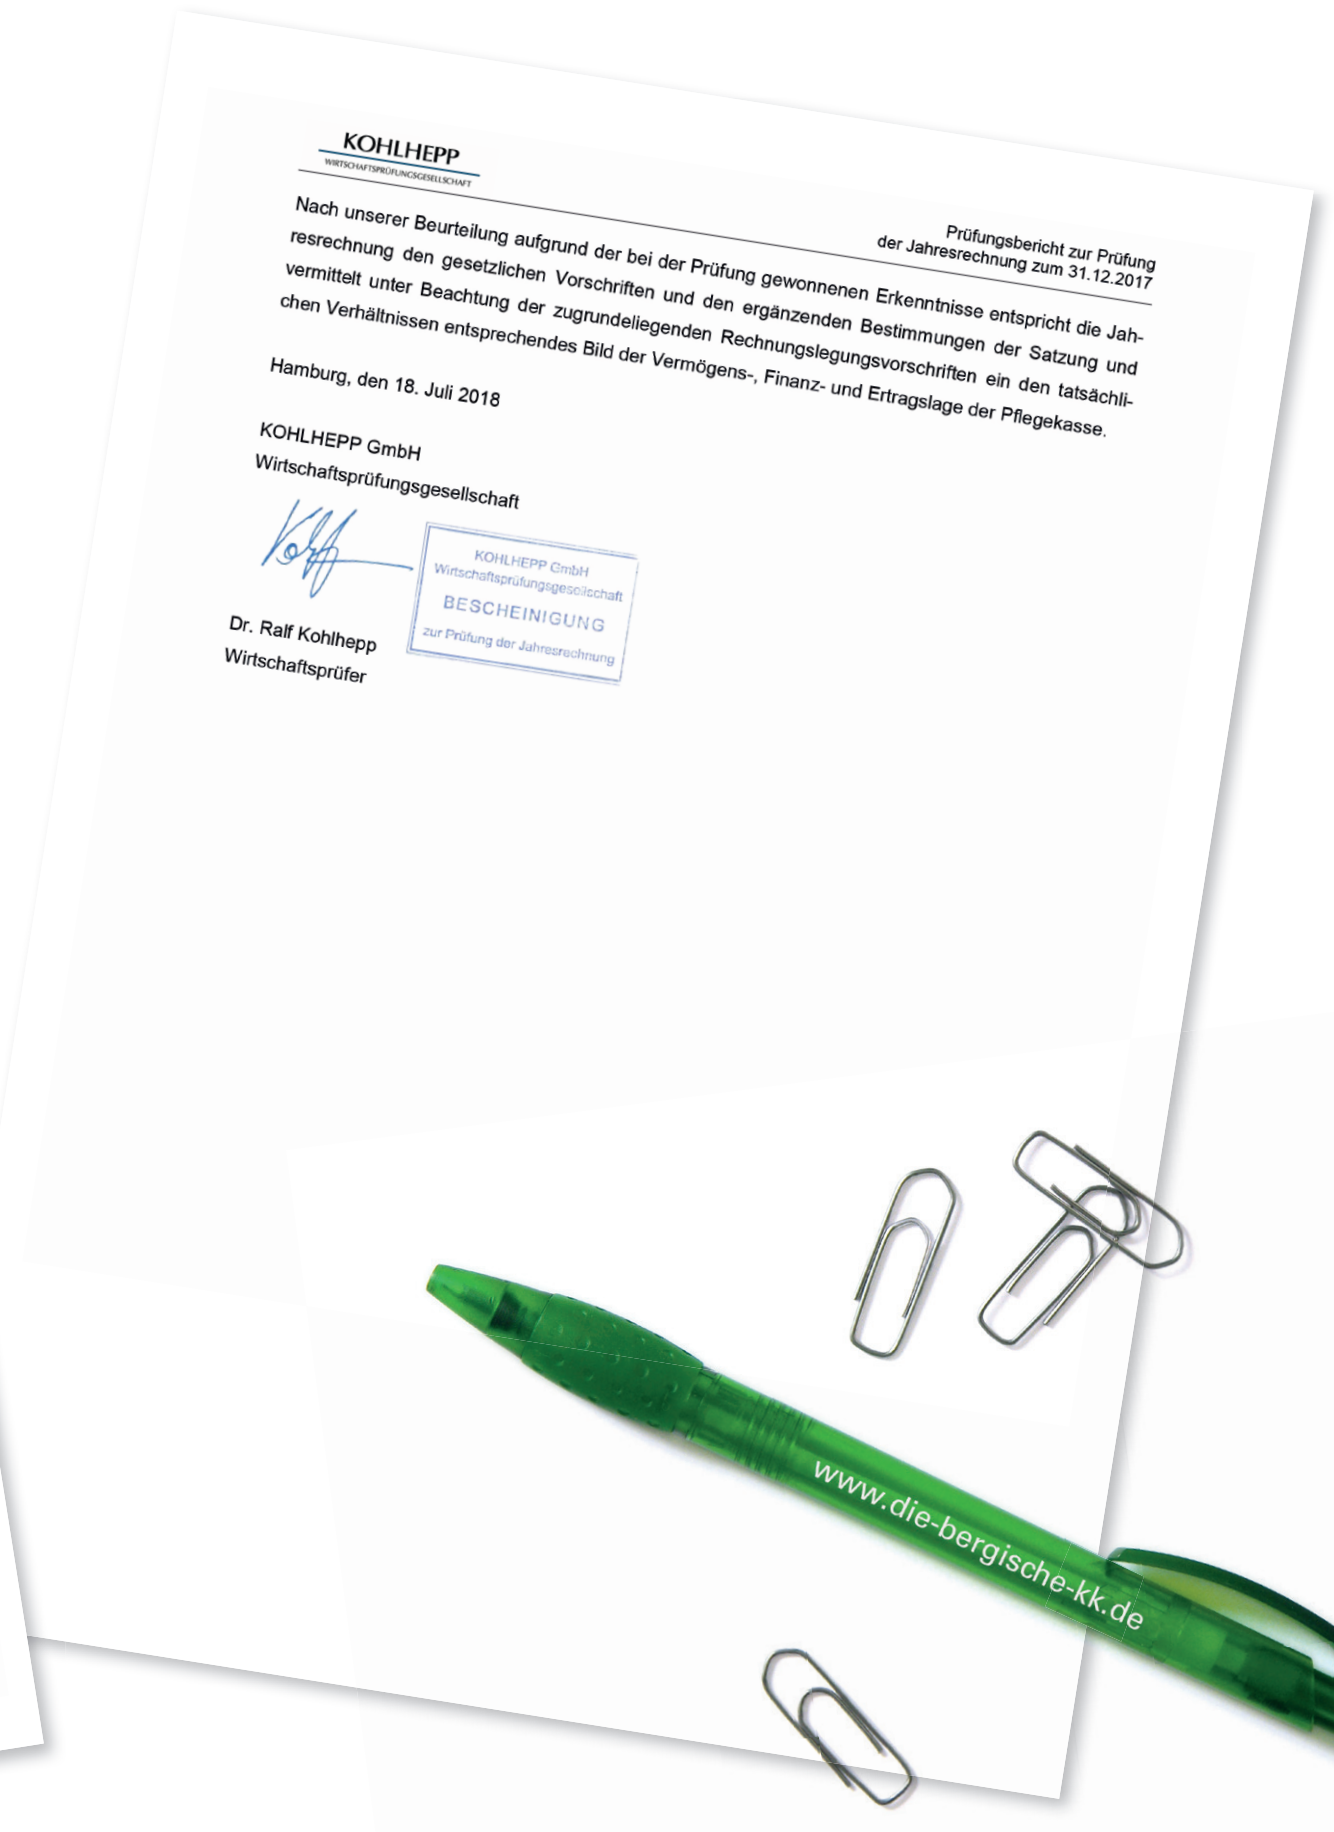 KOHLHEPP
WIRTSCHAFTSPRÜFUNGSGESELLSCHAFT
Prüfungsbericht zur Prüfung
der Jahresrechnung zum 31.12.2017
Nach unserer Beurteilung aufgrund der bei der Prüfung gewonnenen Erkenntnisse entspricht die Jah-
resrechnung den gesetzlichen Vorschriften und den ergänzenden Bestimmungen der Satzung und
vermittelt unter Beachtung der zugrundeliegenden Rechnungslegungsvorschriften ein den tatsächli-
chen Verhältnissen entsprechendes Bild der Vermögens-, Finanz- und Ertragslage der Pflegekasse.
Hamburg, den 18. Juli 2018
KOHLHEPP GmbH
Wirtschaftsprüfungsgesellschaft
KOHLHEPP GmbH
Wirtschaftsprüfungsgesellschaft
BESCHEINIGUNG
zur Prüfung der Jahresrechnung
Dr. Ralf Kohlhepp
Wirtschaftsprüfer
www.die-bergische-kk.de